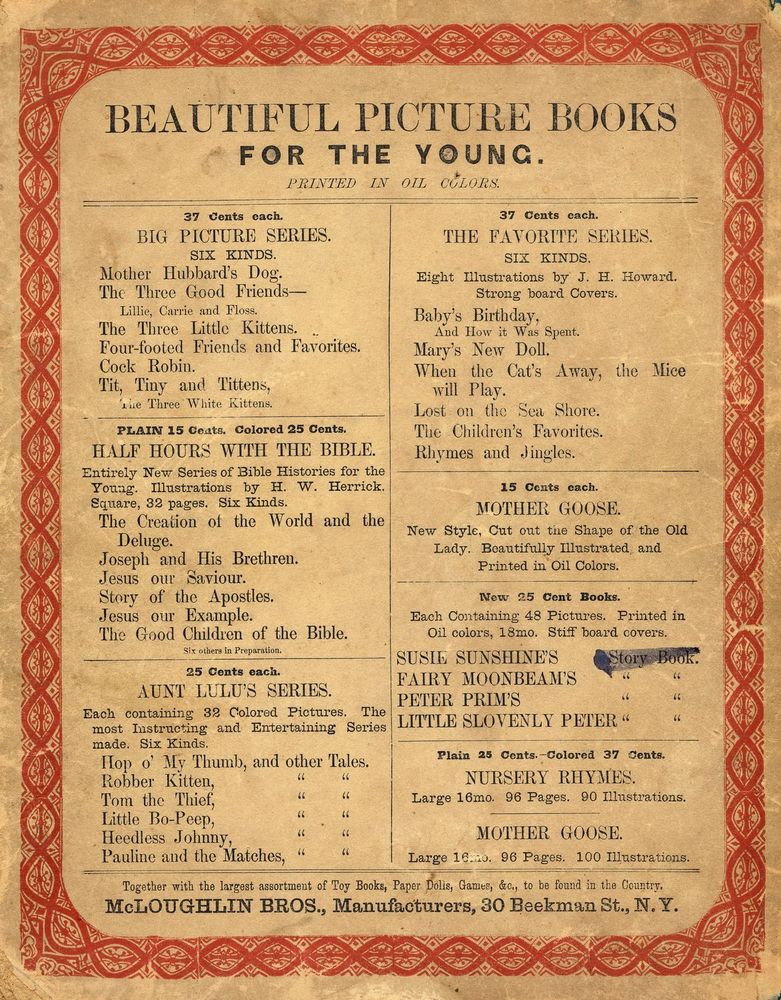 BEAUTIFUL PICTURE BOOKS
FOR THE YOUNG.
PRINTED IN OIL COLORS.
37 Cents each.
BIG PICTURE SERIES.
SIX KINDS.
Mother Hubbard's Dog.
The Three Good Friends—
Lillie, Carrie and Floss.
The Three Little Kittens.
Four-footed Friends and Favorites.
Cock Robin.
Tit, Tiny and Tittens,
The Three White Kittens.
PLAIN 15 Cents. Colored 25 Cents.
HALF HOURS WITH THE BIBLE.
Entirely New Series of Bible Histories for the
Young. Illustrations by H. W. Herrick.
Square, 32 pages. Six Kinds.
The Creation of the World and the
Deluge.
Joseph and His Brethren.
Jesus our Saviour.
Story of the Apostles.
Jesus our Example.
The Good Children of the Bible.
Six others in Preparation.
25 Cents each.
AUNT LULU'S SERIES.
Each containing 32 Colored Pictures. The
most Instructing and Entertaining Series
made. Six Kinds.
Hop o' My Thumb, and other Tales.
Robber Kitten, “ “
Tom the Thief, “ “
Little Bo-Peep, “ “
Heedless Johnny, “ “
Pauline and the Matches, “ “
37 Cents each.
THE FAVORITE SERIES.
SIX KINDS.
Eight Illustrations by J. H. Howard.
Strong board Covers.
Baby's Birthday,
And How it Was Spent.
Mary's New Doll.
When the Cat's Away, the Mice
will Play.
Lost on the Sea Shore.
The Children's Favorites.
Rhymes and Jingles.
15 Cents each.
MOTHER GOOSE.
New Style, Cut out the Shape of the Old
Lady. Beautifully Illustrated, and
Printed in Oil Colors.
New 25 Cent Books.
Each Containing 48 Pictures. Printed in
Oil colors, 18mo. Stiff board covers.
SUSIE SUNSHINE'S Story Book.
FAIRY MOONBEAM'S “ “
PETER PRIM'S “ “
LITTLE SLOVENLY PETER “ “
Plain 25 Cents.-Colored 37 Cents.
NURSERY RHYMES.
Large 16mo. 96 Pages. 90 Illustrations.
MOTHER GOOSE.
Large 16mo. 96 Pages. 100 Illustrations.
Together with the largest assortment of Toy Books, Paper Dolls, Games, &c., to be found in the Country.
McLOUGHLIN BROS., Manufacturers, 30 Beekman St., N.Y.